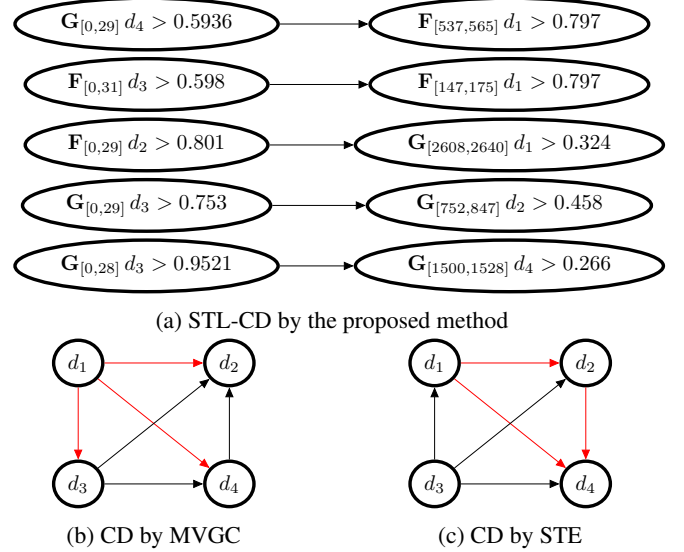 G[0,29] d4 > 0.5936 F[537,565] d1 > 0.797
F[0,31] d3 > 0.598 F[147,175] d1 > 0.797
F[0,29] d2 > 0.801 G[2608,2640] d1 > 0.324
G[0,29] d3 > 0.753 G[752,847] d2 > 0.458
G[0,28] d3 > 0.9521 G[1500,1528] d4 > 0.266
(a) STL-CD by the proposed method
d1 d2 d1 d2
d3 d4 d3 d4
(b) CD by MVGC (c) CD by STE